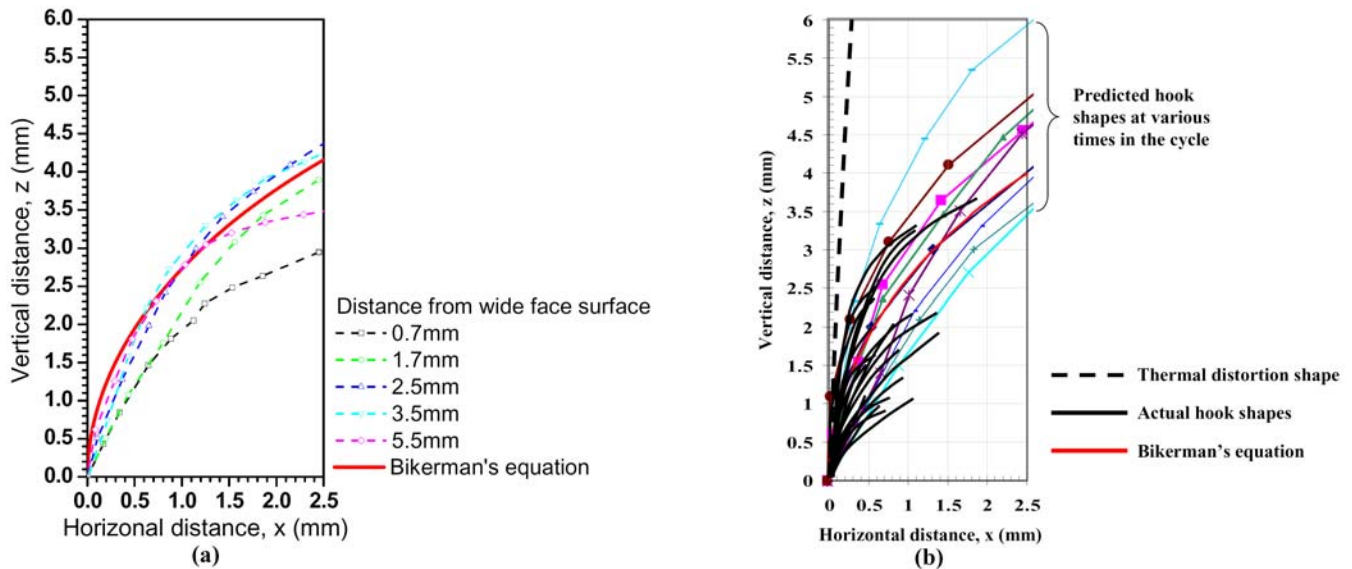 6.0
5.5
5.0
4.5
4.0
3.5
3.0
2.5
2.0
1.5
1.0
0.5
0.0
Vertical distance, z (mm)
0.0 0.5 1.0 1.5 2.0 2.5
Horizonal distance, x (mm)
(a)
Distance from wide face surface
0.7mm
1.7mm
2.5mm
3.5mm
5.5mm
Bikerman's equation
6
5.5
5
4.5
4
3.5
3
2.5
2
1.5
1
0.5
0
Vertical distance, z (mm)
0 0.5 1 1.5 2 2.5
Horizontal distance, x (mm)
(b)
Predicted hook
shapes at various
times in the cycle
Thermal distortion shape
Actual hook shapes
Bikerman's equation